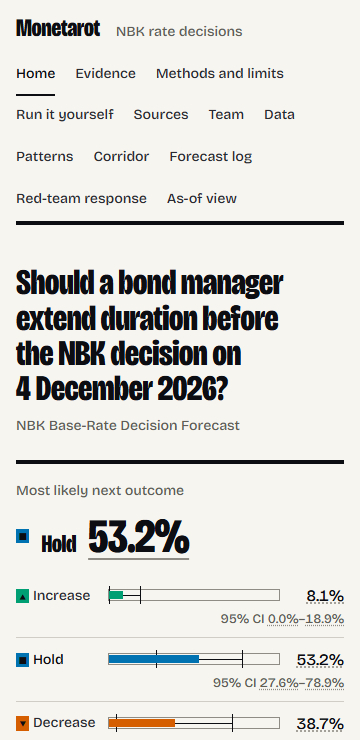 Monetarot NBK rate decisions
Home Evidence Methods and limits
Run it yourself Sources Team Data
Patterns Corridor Forecast log
Red-team response As-of view
Should a bond manager
extend duration before
the NBK decision on
4 December 2026?
NBK Base-Rate Decision Forecast
Most likely next outcome
Hold 53.2%
Increase 8.1%
95% CI 0.0%–18.9%
Hold 53.2%
95% CI 27.6%–78.9%
Decrease 38.7%